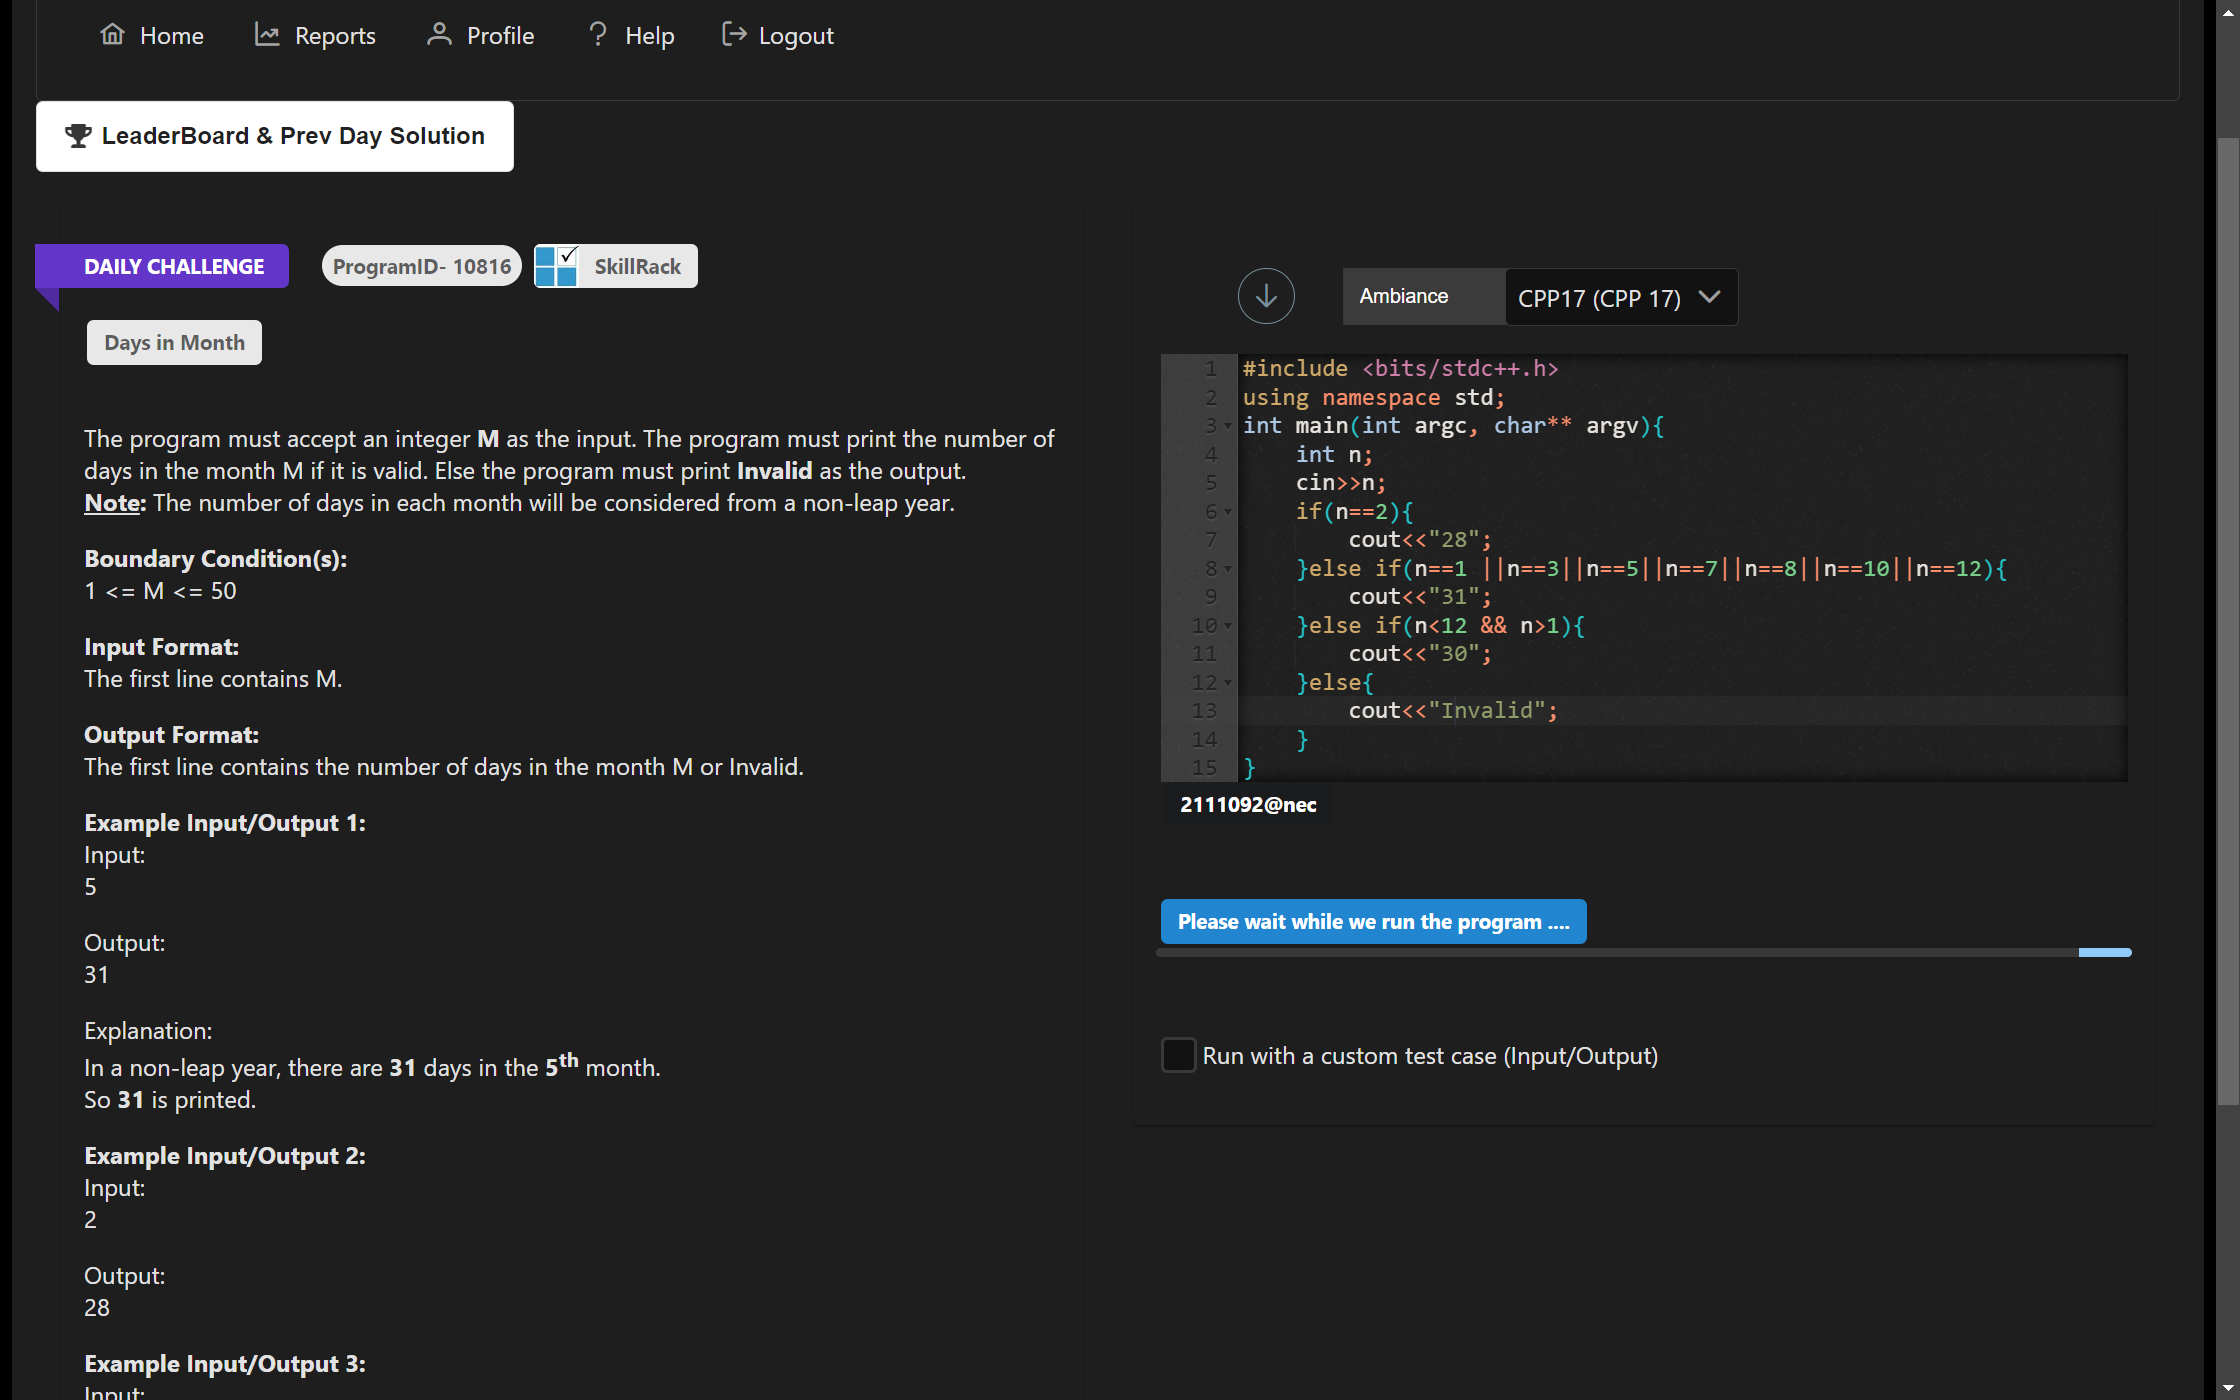 Home Reports Profile Help Logout
LeaderBoard & Prev Day Solution
DAILY CHALLENGE ProgramID- 10816 SkillRack
Days in Month
The program must accept an integer M as the input. The program must print the number of
days in the month M if it is valid. Else the program must print Invalid as the output.
Note: The number of days in each month will be considered from a non-leap year.
Boundary Condition(s):
1 <= M <= 50
Input Format:
The first line contains M.
Output Format:
The first line contains the number of days in the month M or Invalid.
Example Input/Output 1:
Input:
5
Output:
31
Explanation:
In a non-leap year, there are 31 days in the 5th month.
So 31 is printed.
Example Input/Output 2:
Input:
2
Output:
28
Example Input/Output 3:
Input:
Ambiance CPP17 (CPP 17)
1 #include <bits/stdc++.h>
2 using namespace std;
3 int main(int argc, char** argv){
4     int n;
5     cin>>n;
6     if(n==2){
7         cout<<"28";
8     }else if(n==1 ||n==3||n==5||n==7||n==8||n==10||n==12){
9         cout<<"31";
10     }else if(n<12 && n>1){
11         cout<<"30";
12     }else{
13         cout<<"Invalid";
14     }
15 }
2111092@nec
Please wait while we run the program ....
Run with a custom test case (Input/Output)